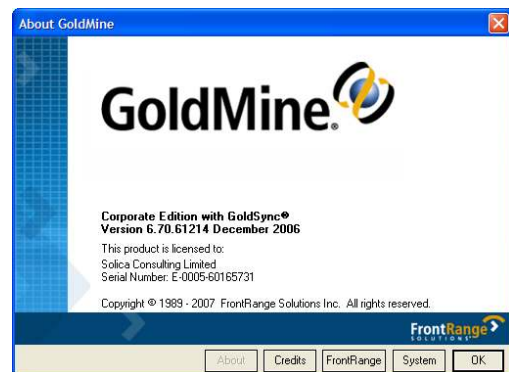 About GoldMine
GoldMine®
Corporate Edition with GoldSync®
Version 6.70.61214 December 2006
This product is licensed to:
Solica Consulting Limited
Serial Number: E-0005-60165731
Copyright © 1989 - 2007 FrontRange Solutions Inc. All rights reserved.
FrontRange
SOLUTIONS
About Credits FrontRange System OK